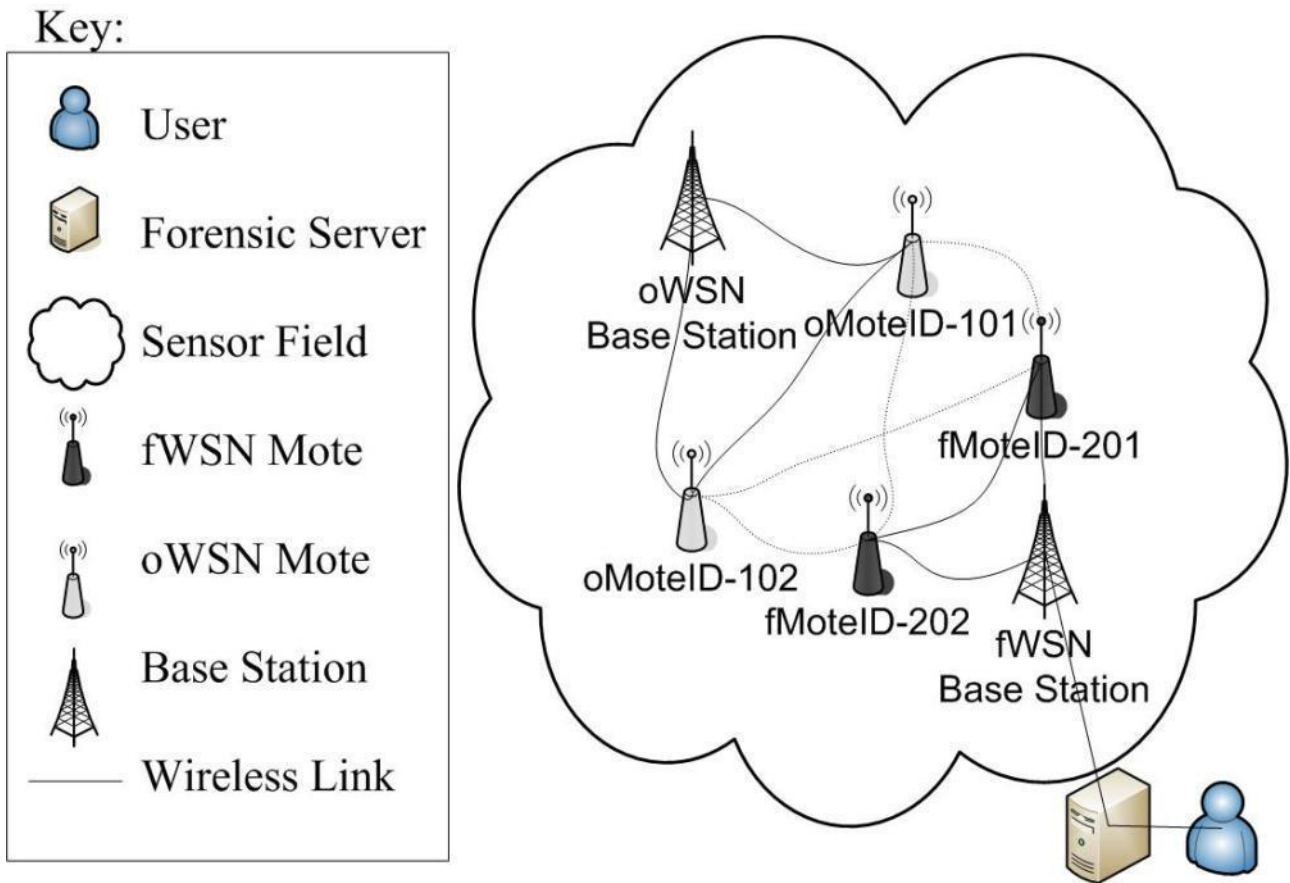 Key:
User
Forensic Server
Sensor Field
fWSN Mote
oWSN Mote
Base Station
Wireless Link
oWSN
Base Station
oMoteID-101
fMoteID-201
oMoteID-102
fMoteID-202
fWSN
Base Station